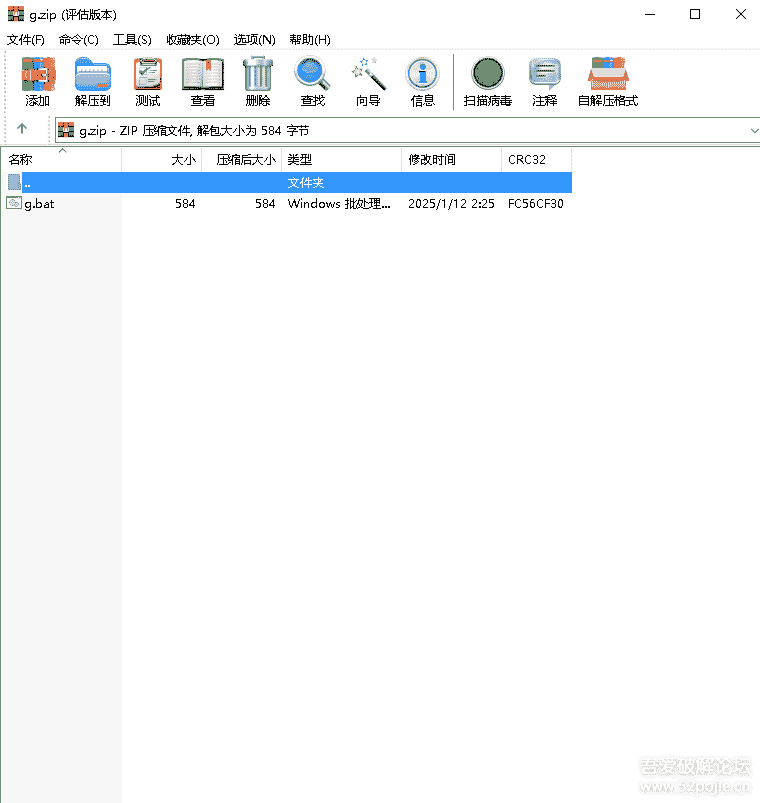 g.zip (评估版本)
文件(F) 命令(C) 工具(S) 收藏夹(O) 选项(N) 帮助(H)
添加 解压到 测试 查看 删除 查找 向导 信息 扫描病毒 注释 自解压格式
g.zip - ZIP 压缩文件, 解包大小为 584 字节
名称 大小 压缩后大小 类型 修改时间 CRC32
.. 文件夹
g.bat 584 584 Windows 批处理... 2025/1/12 2:25 FC56CF30
吾爱破解论坛
www.52pojie.cn